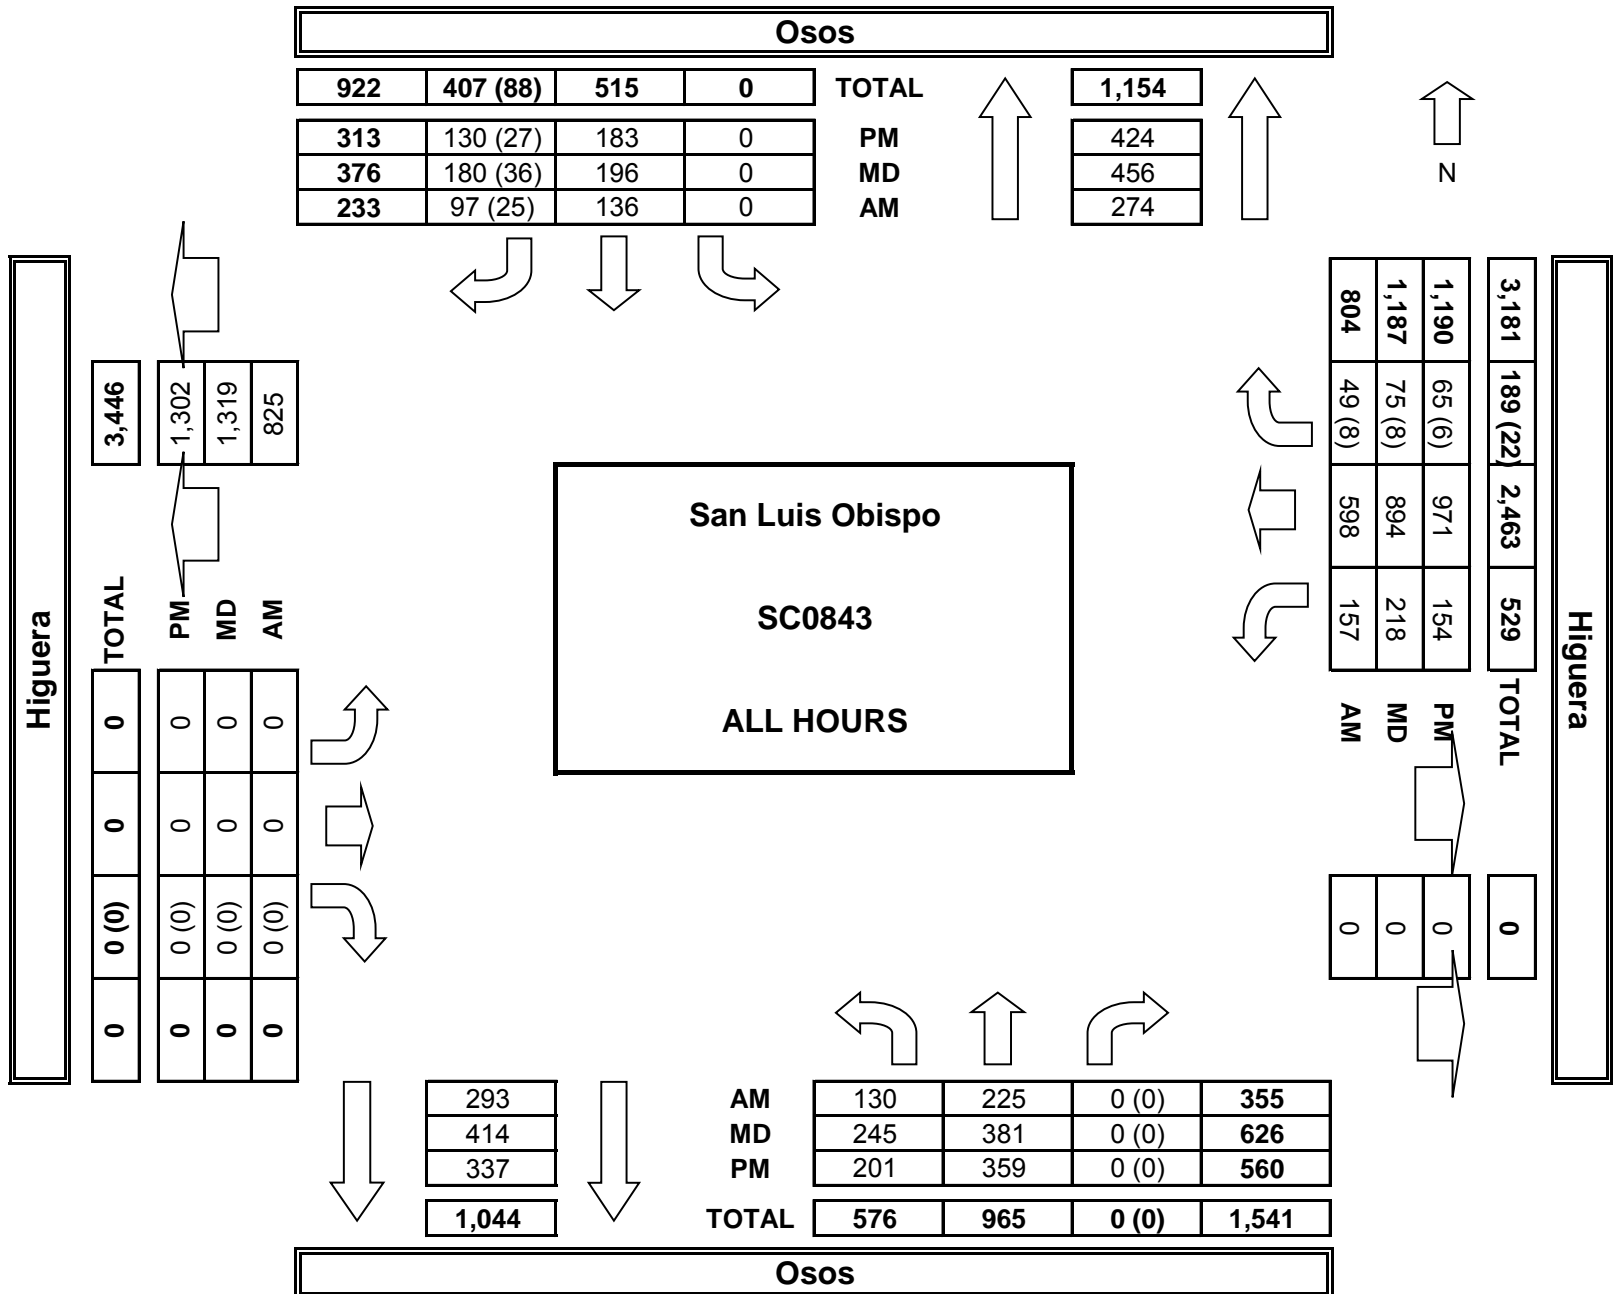 Osos
922 407 (88) 515 0 TOTAL 1,154
313 130 (27) 183 0 PM 424
376 180 (36) 196 0 MD 456
233 97 (25) 136 0 AM 274
N
Higuera
3,446
1,302
1,319
825
TOTAL
PM
MD
AM
0 0 0 (0) 0
0 0 0 (0) 0
0 0 0 (0) 0
0 0 0 (0) 0
San Luis Obispo
SC0843
ALL HOURS
3,181 189 (22) 2,463 529 TOTAL
1,190 65 (6) 971 154 PM
1,187 75 (8) 894 218 MD
804 49 (8) 598 157 AM
0
0
0
0
Higuera
293 AM 130 225 0 (0) 355
414 MD 245 381 0 (0) 626
337 PM 201 359 0 (0) 560
1,044 TOTAL 576 965 0 (0) 1,541
Osos